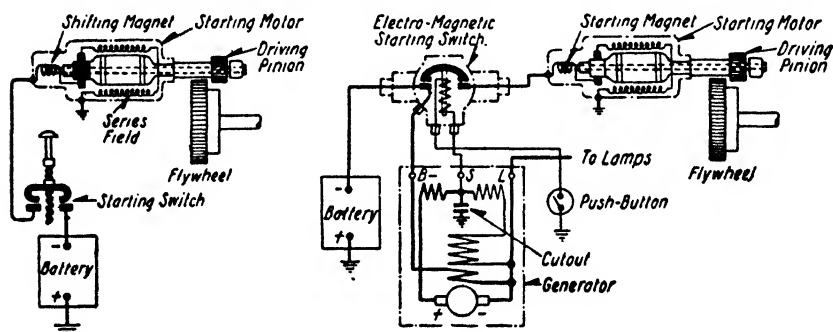 Shifting Magnet
Starting Motor
Driving
Pinion
Series
Field
Flywheel
Starting Switch
-
Battery
+
Electro-Magnetic
Starting Switch.
Starting Magnet
Starting Motor
Driving
Pinion
Flywheel
B- S L
To Lamps
Push-Button
-
Battery
+
Cutout
Generator
+ -